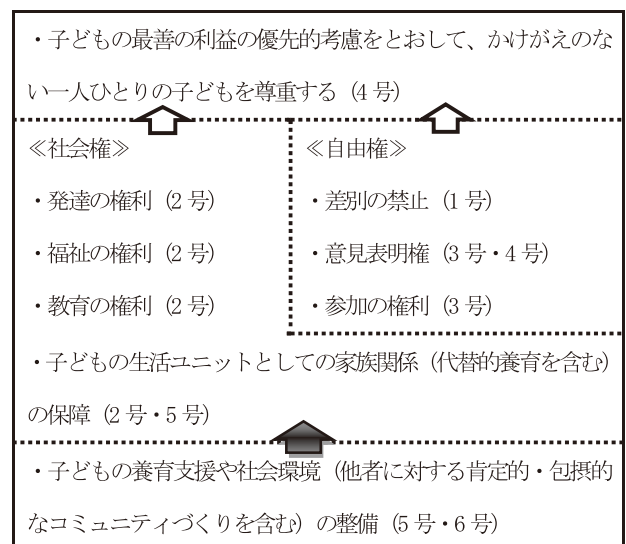 ・子どもの最善の利益の優先的考慮をとおして、かけがえのな
い一人ひとりの子どもを尊重する（4 号）
≪社会権≫
・発達の権利（2 号）
・福祉の権利（2 号）
・教育の権利（2 号）
≪自由権≫
・差別の禁止（1 号）
・意見表明権（3 号・4 号）
・参加の権利（3 号）
・子どもの生活ユニットとしての家族関係（代替的養育を含む）
の保障（2 号・5 号）
・子どもの養育支援や社会環境（他者に対する肯定的・包摂的
なコミュニティづくりを含む）の整備（5 号・6 号）